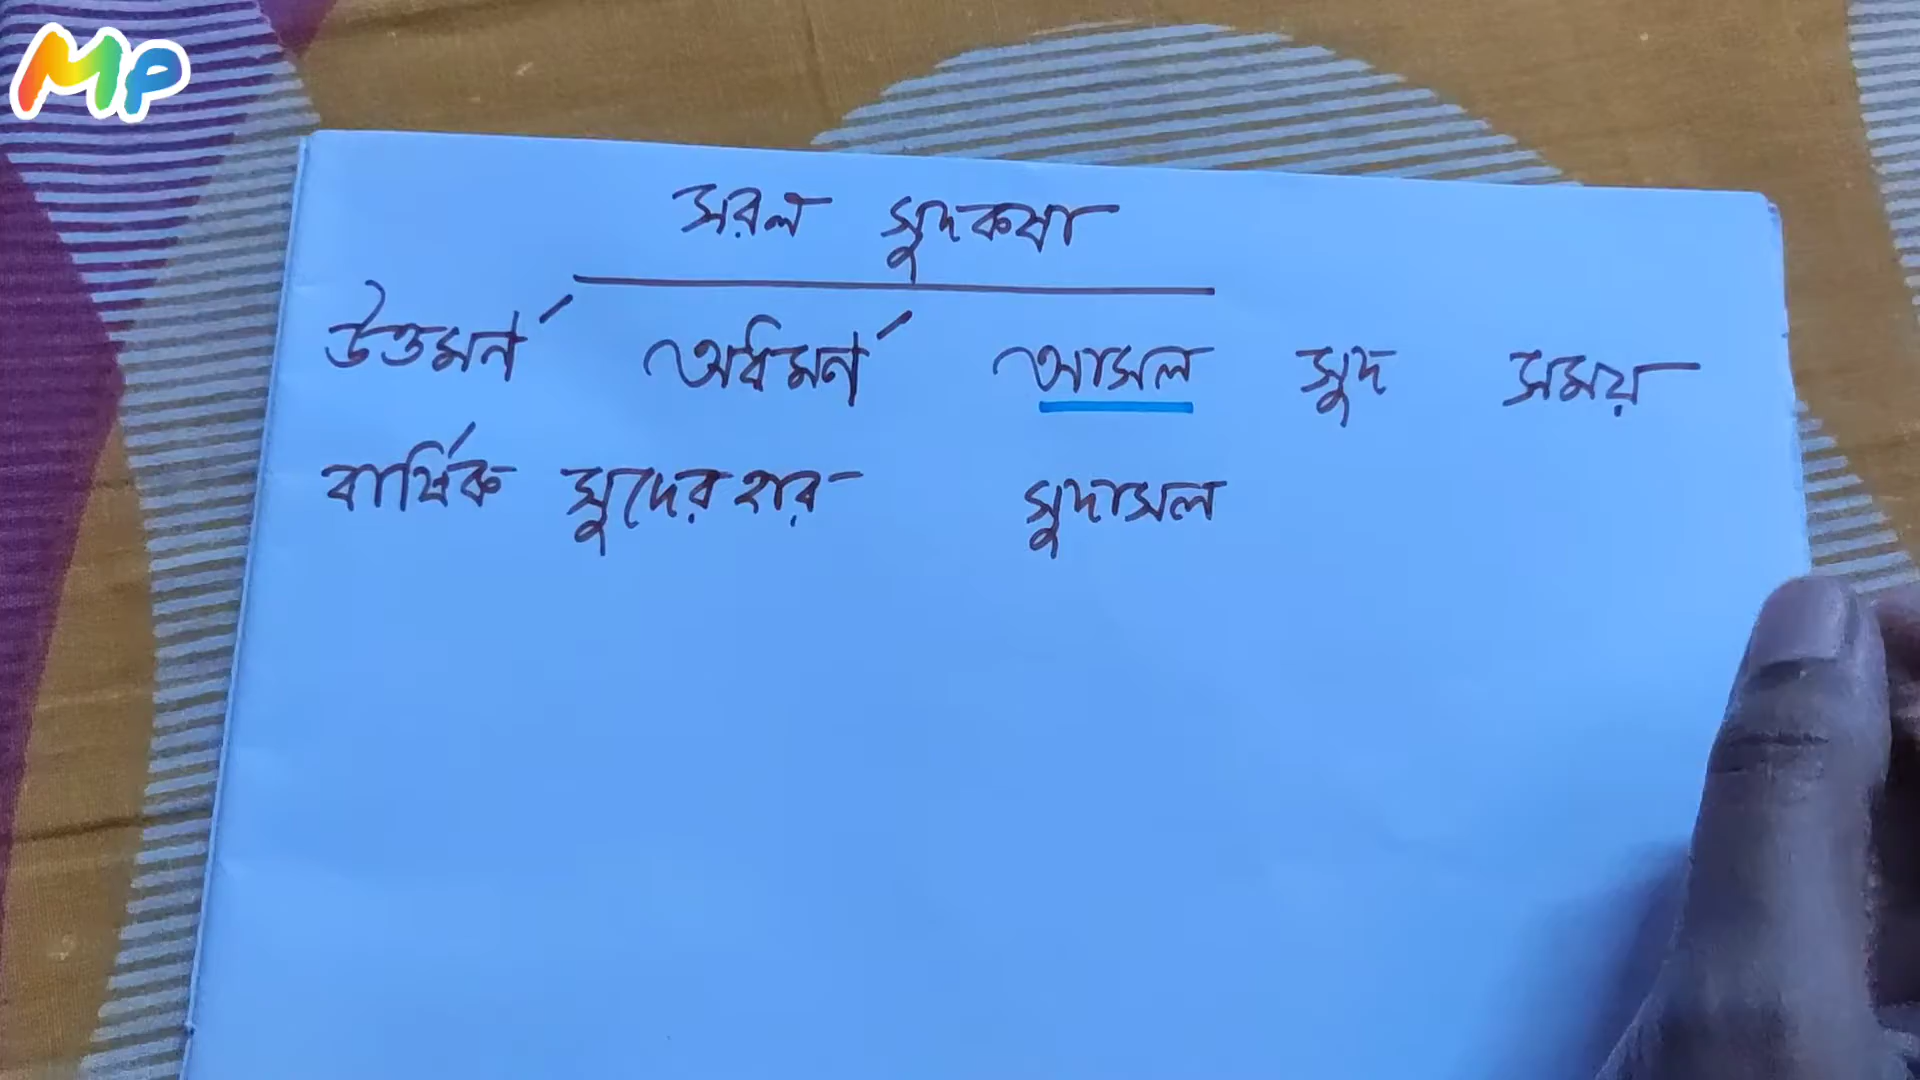 MP
সরল সুদকষা
উত্তমর্ন অধমর্ন আসল সুদ সময়
বার্ষিক সুদের হার সুদাসল